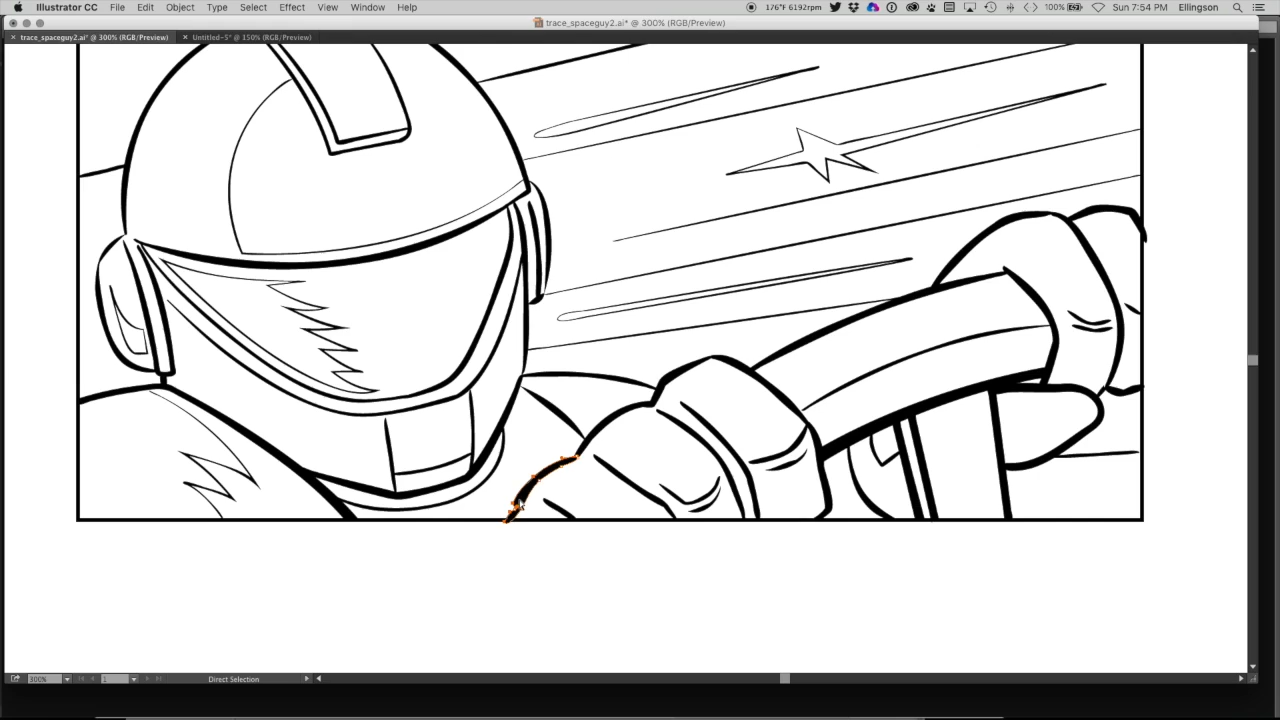 Illustrator CC File Edit Object Type Select Effect View Window Help 176°F 6192rpm 100% Sun 7:54 PM Ellingson
trace_spaceguy2.ai* @ 300% (RGB/Preview)
× trace_spaceguy2.ai* @ 300% (RGB/Preview) × Untitled-5* @ 150% (RGB/Preview)
300% 1 Direct Selection